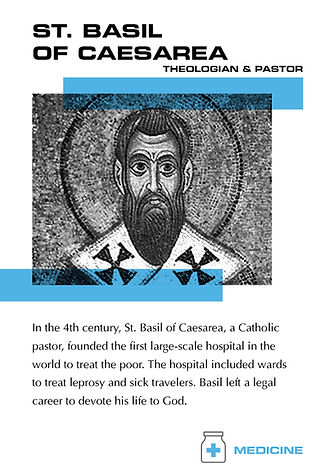 ST. BASIL
OF CAESAREA
THEOLOGIAN & PASTOR
In the 4th century, St. Basil of Caesarea, a Catholic
pastor, founded the first large-scale hospital in the
world to treat the poor. The hospital included wards
to treat leprosy and sick travelers. Basil left a legal
career to devote his life to God.
MEDICINE